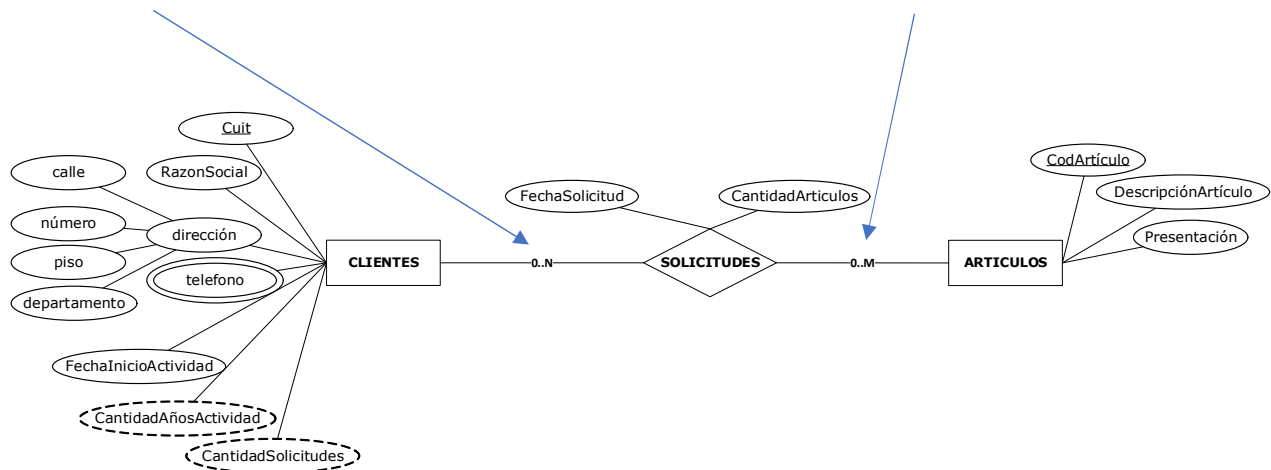 Cuit
RazonSocial
calle
número
dirección
piso
telefono
departamento
FechaInicioActividad
CantidadAñosActividad
CantidadSolicitudes
CLIENTES
0..N
FechaSolicitud
CantidadArticulos
SOLICITUDES
0..M
ARTICULOS
CodArtículo
DescripciónArtículo
Presentación